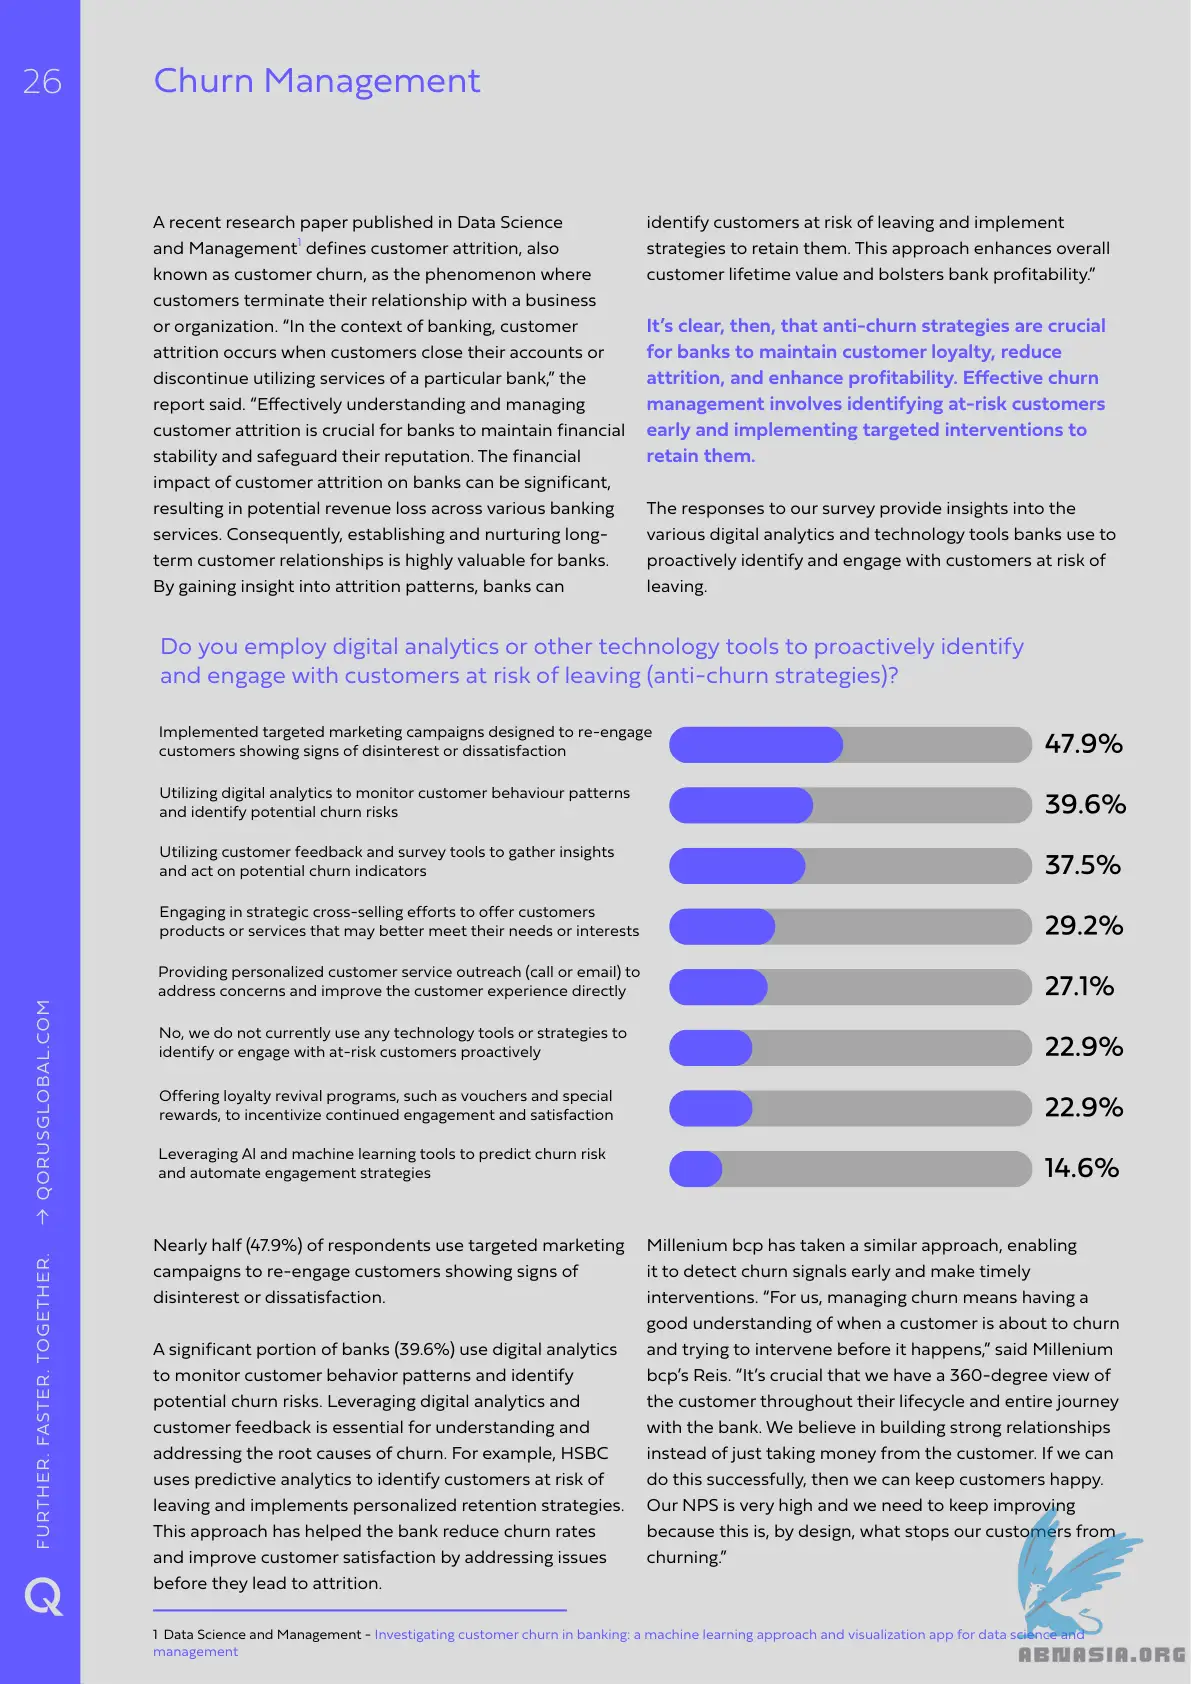 26
Churn Management
A recent research paper published in Data Science
and Management1 defines customer attrition, also
known as customer churn, as the phenomenon where
customers terminate their relationship with a business
or organization. “In the context of banking, customer
attrition occurs when customers close their accounts or
discontinue utilizing services of a particular bank,” the
report said. “Effectively understanding and managing
customer attrition is crucial for banks to maintain financial
stability and safeguard their reputation. The financial
impact of customer attrition on banks can be significant,
resulting in potential revenue loss across various banking
services. Consequently, establishing and nurturing long-
term customer relationships is highly valuable for banks.
By gaining insight into attrition patterns, banks can
identify customers at risk of leaving and implement
strategies to retain them. This approach enhances overall
customer lifetime value and bolsters bank profitability.”
It’s clear, then, that anti-churn strategies are crucial
for banks to maintain customer loyalty, reduce
attrition, and enhance profitability. Effective churn
management involves identifying at-risk customers
early and implementing targeted interventions to
retain them.
The responses to our survey provide insights into the
various digital analytics and technology tools banks use to
proactively identify and engage with customers at risk of
leaving.
Do you employ digital analytics or other technology tools to proactively identify
and engage with customers at risk of leaving (anti-churn strategies)?
Implemented targeted marketing campaigns designed to re-engage
customers showing signs of disinterest or dissatisfaction
47.9%
Utilizing digital analytics to monitor customer behaviour patterns
and identify potential churn risks
39.6%
Utilizing customer feedback and survey tools to gather insights
and act on potential churn indicators
37.5%
Engaging in strategic cross-selling efforts to offer customers
products or services that may better meet their needs or interests
29.2%
Providing personalized customer service outreach (call or email) to
address concerns and improve the customer experience directly
27.1%
No, we do not currently use any technology tools or strategies to
identify or engage with at-risk customers proactively
22.9%
Offering loyalty revival programs, such as vouchers and special
rewards, to incentivize continued engagement and satisfaction
22.9%
Leveraging AI and machine learning tools to predict churn risk
and automate engagement strategies
14.6%
Nearly half (47.9%) of respondents use targeted marketing
campaigns to re-engage customers showing signs of
disinterest or dissatisfaction.
A significant portion of banks (39.6%) use digital analytics
to monitor customer behavior patterns and identify
potential churn risks. Leveraging digital analytics and
customer feedback is essential for understanding and
addressing the root causes of churn. For example, HSBC
uses predictive analytics to identify customers at risk of
leaving and implements personalized retention strategies.
This approach has helped the bank reduce churn rates
and improve customer satisfaction by addressing issues
before they lead to attrition.
Millenium bcp has taken a similar approach, enabling
it to detect churn signals early and make timely
interventions. “For us, managing churn means having a
good understanding of when a customer is about to churn
and trying to intervene before it happens,” said Millenium
bcp’s Reis. “It’s crucial that we have a 360-degree view of
the customer throughout their lifecycle and entire journey
with the bank. We believe in building strong relationships
instead of just taking money from the customer. If we can
do this successfully, then we can keep customers happy.
Our NPS is very high and we need to keep improving
because this is, by design, what stops our customers from
churning.”
1 Data Science and Management - Investigating customer churn in banking: a machine learning approach and visualization app for data science and
management
FURTHER. FASTER. TOGETHER. → QORUSGLOBAL.COM
Q
ABNASIA.ORG